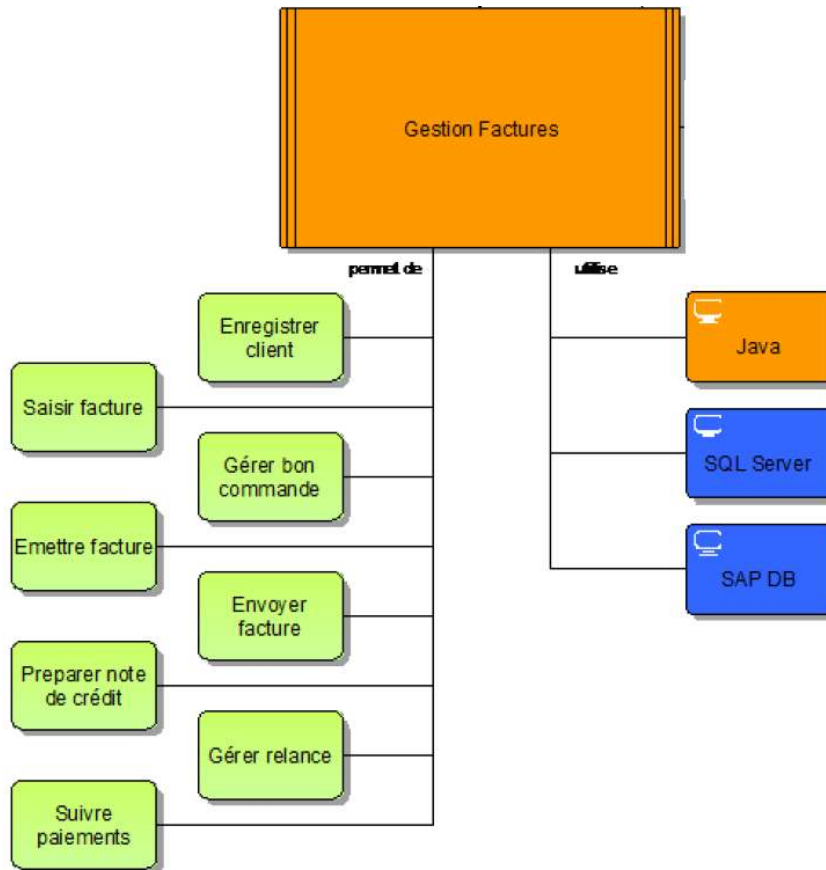 Gestion Factures
permet de
utilise
Enregistrer
client
Java
Saisir facture
Gérer bon
commande
SQL Server
Emettre facture
SAP DB
Envoyer
facture
Preparer note
de crédit
Gérer relance
Suivre
paiements